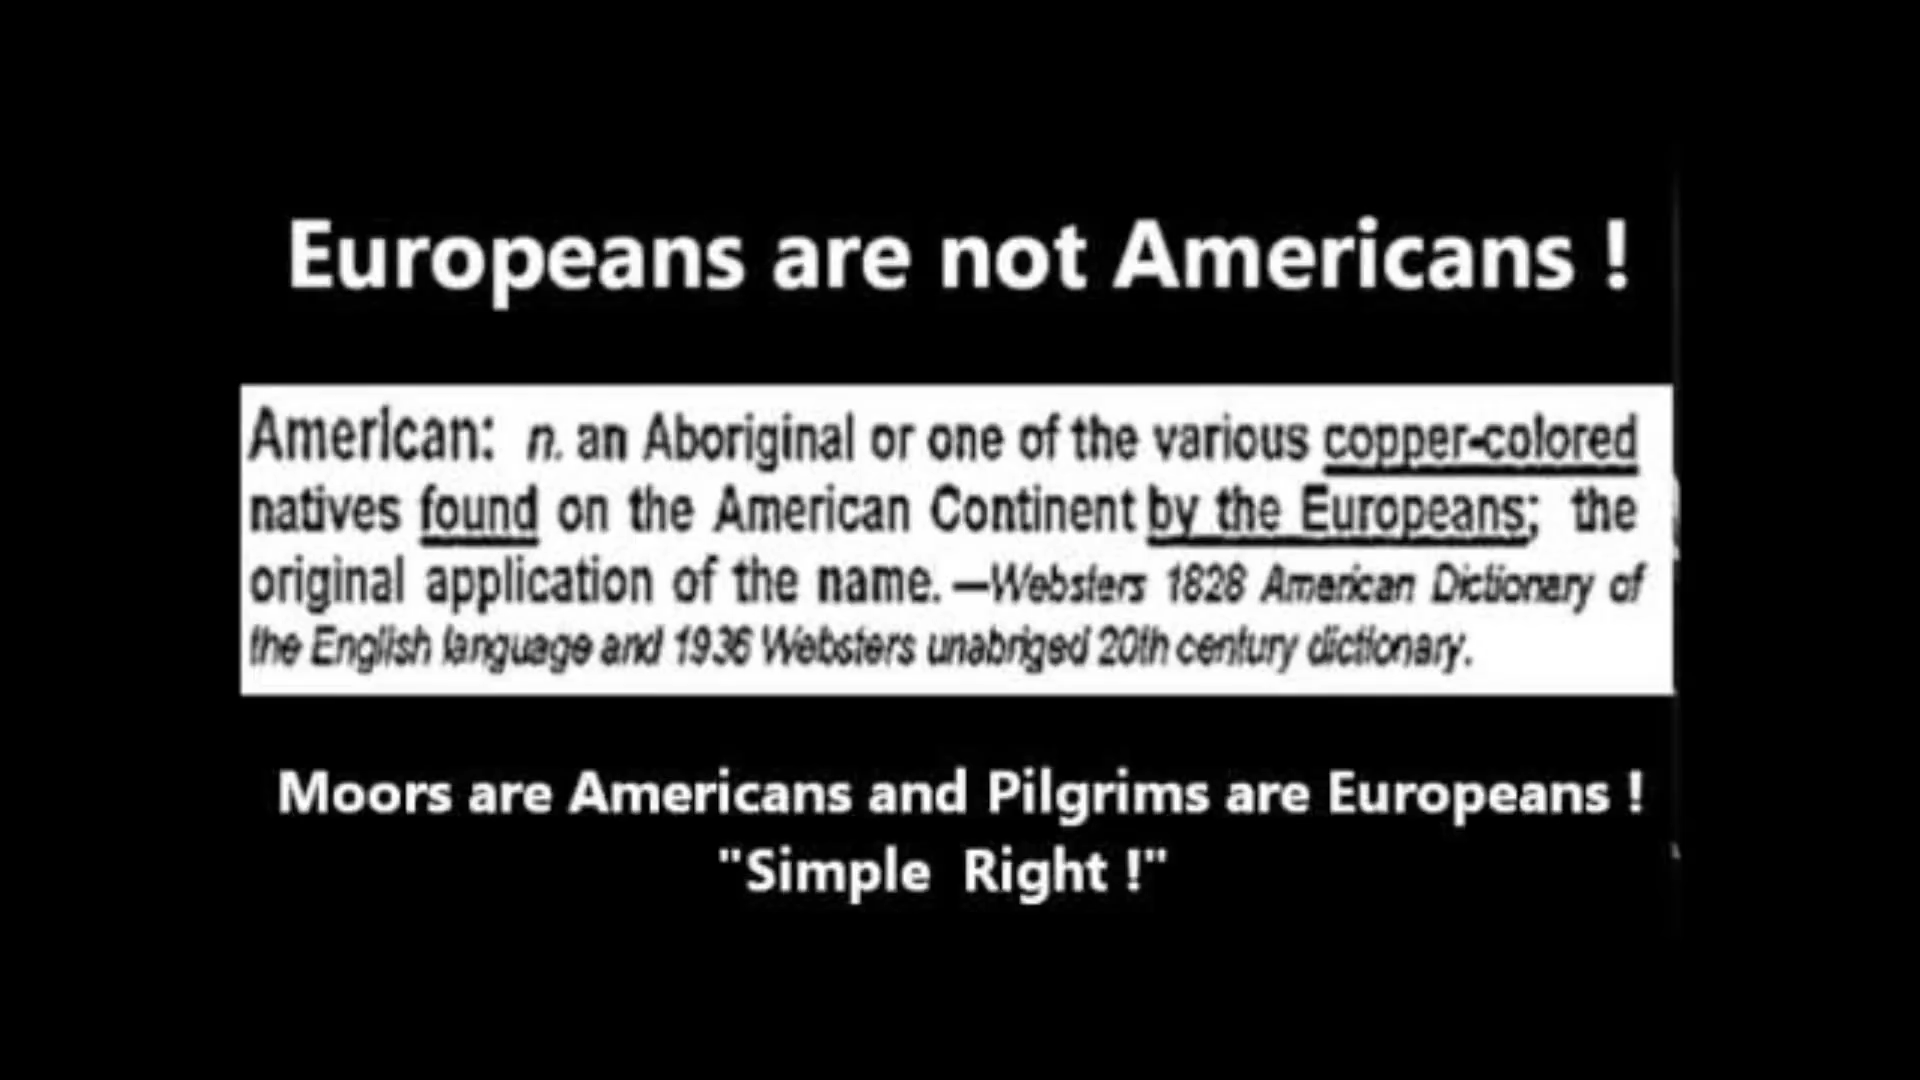 Europeans are not Americans !
American: n. an Aboriginal or one of the various copper-colored
natives found on the American Continent by the Europeans; the
original application of the name. —Websters 1828 American Dictionary of
the English language and 1936 Websters unabriged 20th century dictionary.
Moors are Americans and Pilgrims are Europeans !
"Simple Right !"